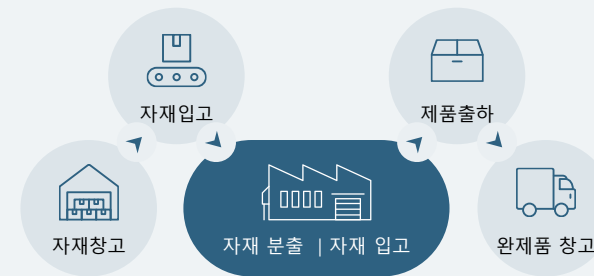 자재입고
제품출하
자재창고
자재 분출 | 자재 입고
완제품 창고